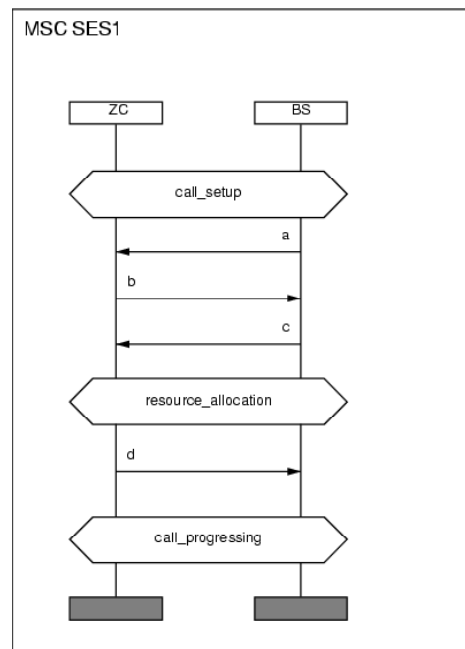 MSC SES1
ZC
BS
call_setup
a
b
c
resource_allocation
d
call_progressing